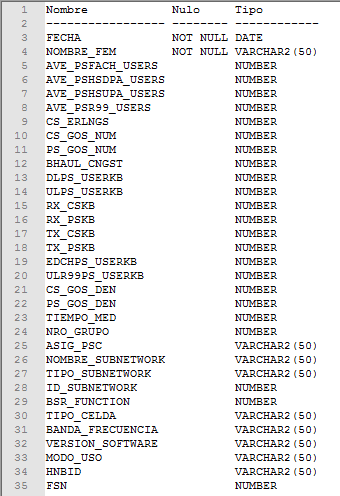 1 Nombre Nulo Tipo
2 ----------------- -------- ------------
3 FECHA NOT NULL DATE
4 NOMBRE_FEM NOT NULL VARCHAR2(50)
5 AVE_PSFACH_USERS NUMBER
6 AVE_PSHSDPA_USERS NUMBER
7 AVE_PSHSUPA_USERS NUMBER
8 AVE_PSR99_USERS NUMBER
9 CS_ERLNGS NUMBER
10 CS_GOS_NUM NUMBER
11 PS_GOS_NUM NUMBER
12 BHAUL_CNGST NUMBER
13 DLPS_USERKB NUMBER
14 ULPS_USERKB NUMBER
15 RX_CSKB NUMBER
16 RX_PSKB NUMBER
17 TX_CSKB NUMBER
18 TX_PSKB NUMBER
19 EDCHPS_USERKB NUMBER
20 ULR99PS_USERKB NUMBER
21 CS_GOS_DEN NUMBER
22 PS_GOS_DEN NUMBER
23 TIEMPO_MED NUMBER
24 NRO_GRUPO NUMBER
25 ASIG_PSC VARCHAR2(50)
26 NOMBRE_SUBNETWORK VARCHAR2(50)
27 TIPO_SUBNETWORK VARCHAR2(50)
28 ID_SUBNETWORK NUMBER
29 BSR_FUNCTION NUMBER
30 TIPO_CELDA VARCHAR2(50)
31 BANDA_FRECUENCIA VARCHAR2(50)
32 VERSION_SOFTWARE VARCHAR2(50)
33 MODO_USO VARCHAR2(50)
34 HNBID VARCHAR2(50)
35 FSN NUMBER